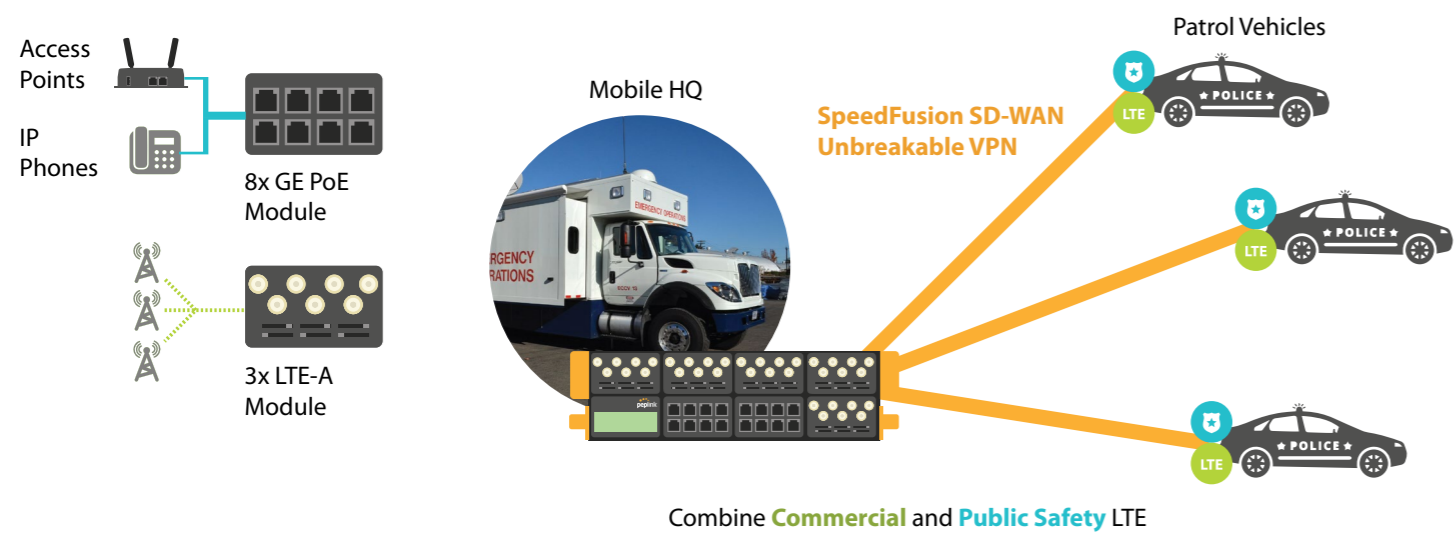 Access
Points
IP
Phones
8x GE PoE
Module
3x LTE-A
Module
Mobile HQ
EMERGENCY OPERATIONS
RGENCY
RATIONS
peplink
SpeedFusion SD-WAN
Unbreakable VPN
Patrol Vehicles
LTE
POLICE
LTE
POLICE
LTE
POLICE
Combine Commercial and Public Safety LTE